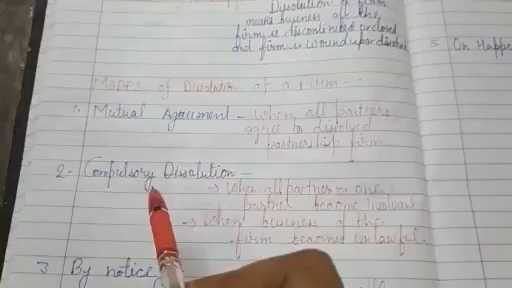 Dissolution of firm
means business of the
firm is discontinued or closed
and firm is wound up or dissolved
5 On Happe
Modes of Dissolution of a Firm -
1. Mutual Agreement - When all partners
agree to dissolved
partnership firm
2- Compulsory Dissolution -
→ When all partner or one
partner become insolvent
→ When business of the
firm becomes unlawful.
3 By notice